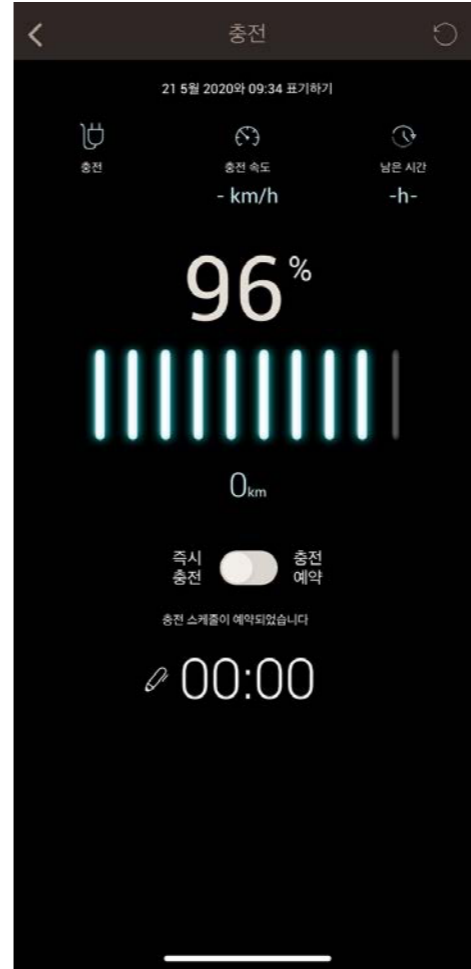 충전
21 5월 2020와 09:34 표기하기
충전
충전 속도
- km/h
남은 시간
-h-
96%
0km
즉시
충전
충전
예약
충전 스케줄이 예약되었습니다
00:00